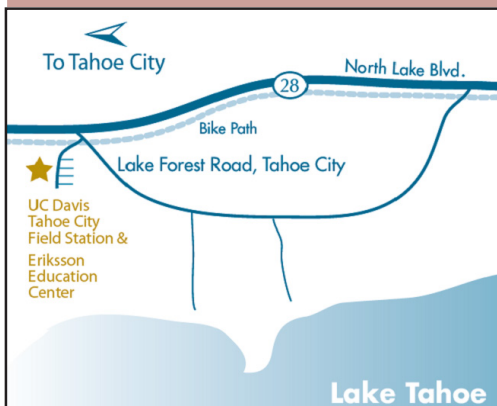 To Tahoe City
North Lake Blvd.
28
Bike Path
Lake Forest Road, Tahoe City
UC Davis
Tahoe City
Field Station &
Eriksson
Education
Center
Lake Tahoe